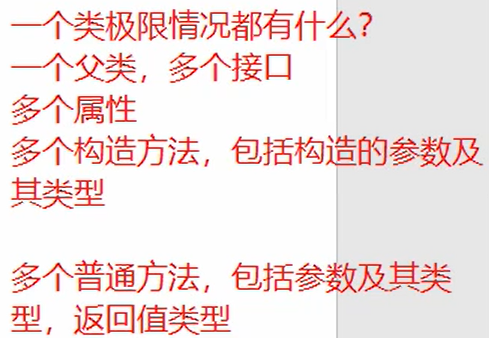 一个类极限情况都有什么？
一个父类，多个接口
多个属性
多个构造方法，包括构造的参数及
其类型
多个普通方法，包括参数及其类
型，返回值类型